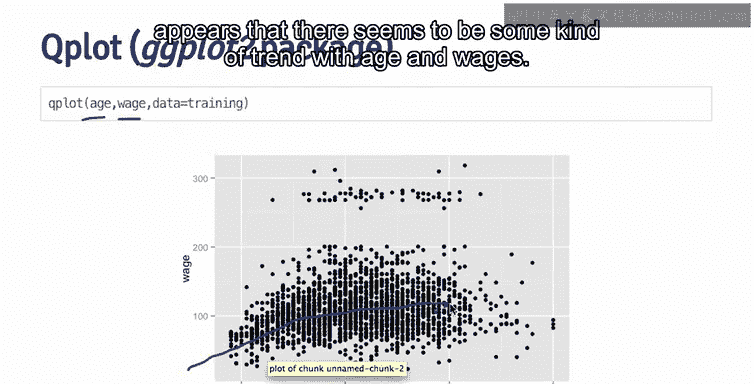 appears that there seems to be some kind
of trend with age and wages.
Qplot (ggplot2 package)
qplot(age,wage,data=training)
300
200
100
wage
plot of chunk unnamed-chunk-2